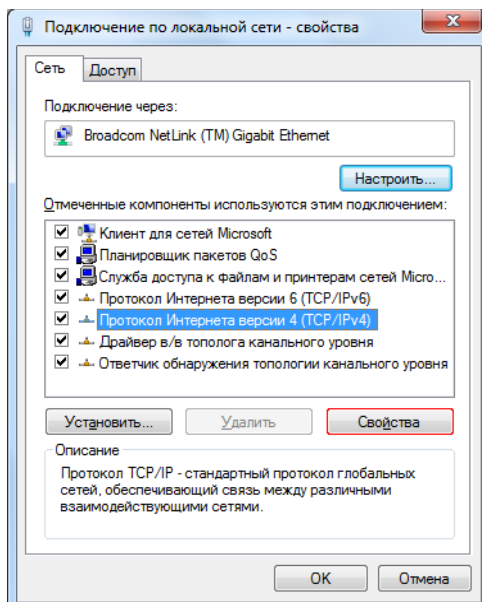 Подключение по локальной сети - свойства
Сеть Доступ
Подключение через:
Broadcom NetLink (TM) Gigabit Ethernet
Настроить...
Отмеченные компоненты используются этим подключением:
Клиент для сетей Microsoft
Планировщик пакетов QoS
Служба доступа к файлам и принтерам сетей Micro...
Протокол Интернета версии 6 (TCP/IPv6)
Протокол Интернета версии 4 (TCP/IPv4)
Драйвер в/в тополога канального уровня
Ответчик обнаружения топологии канального уровня
Установить... Удалить Свойства
Описание
Протокол TCP/IP - стандартный протокол глобальных
сетей, обеспечивающий связь между различными
взаимодействующими сетями.
OK Отмена